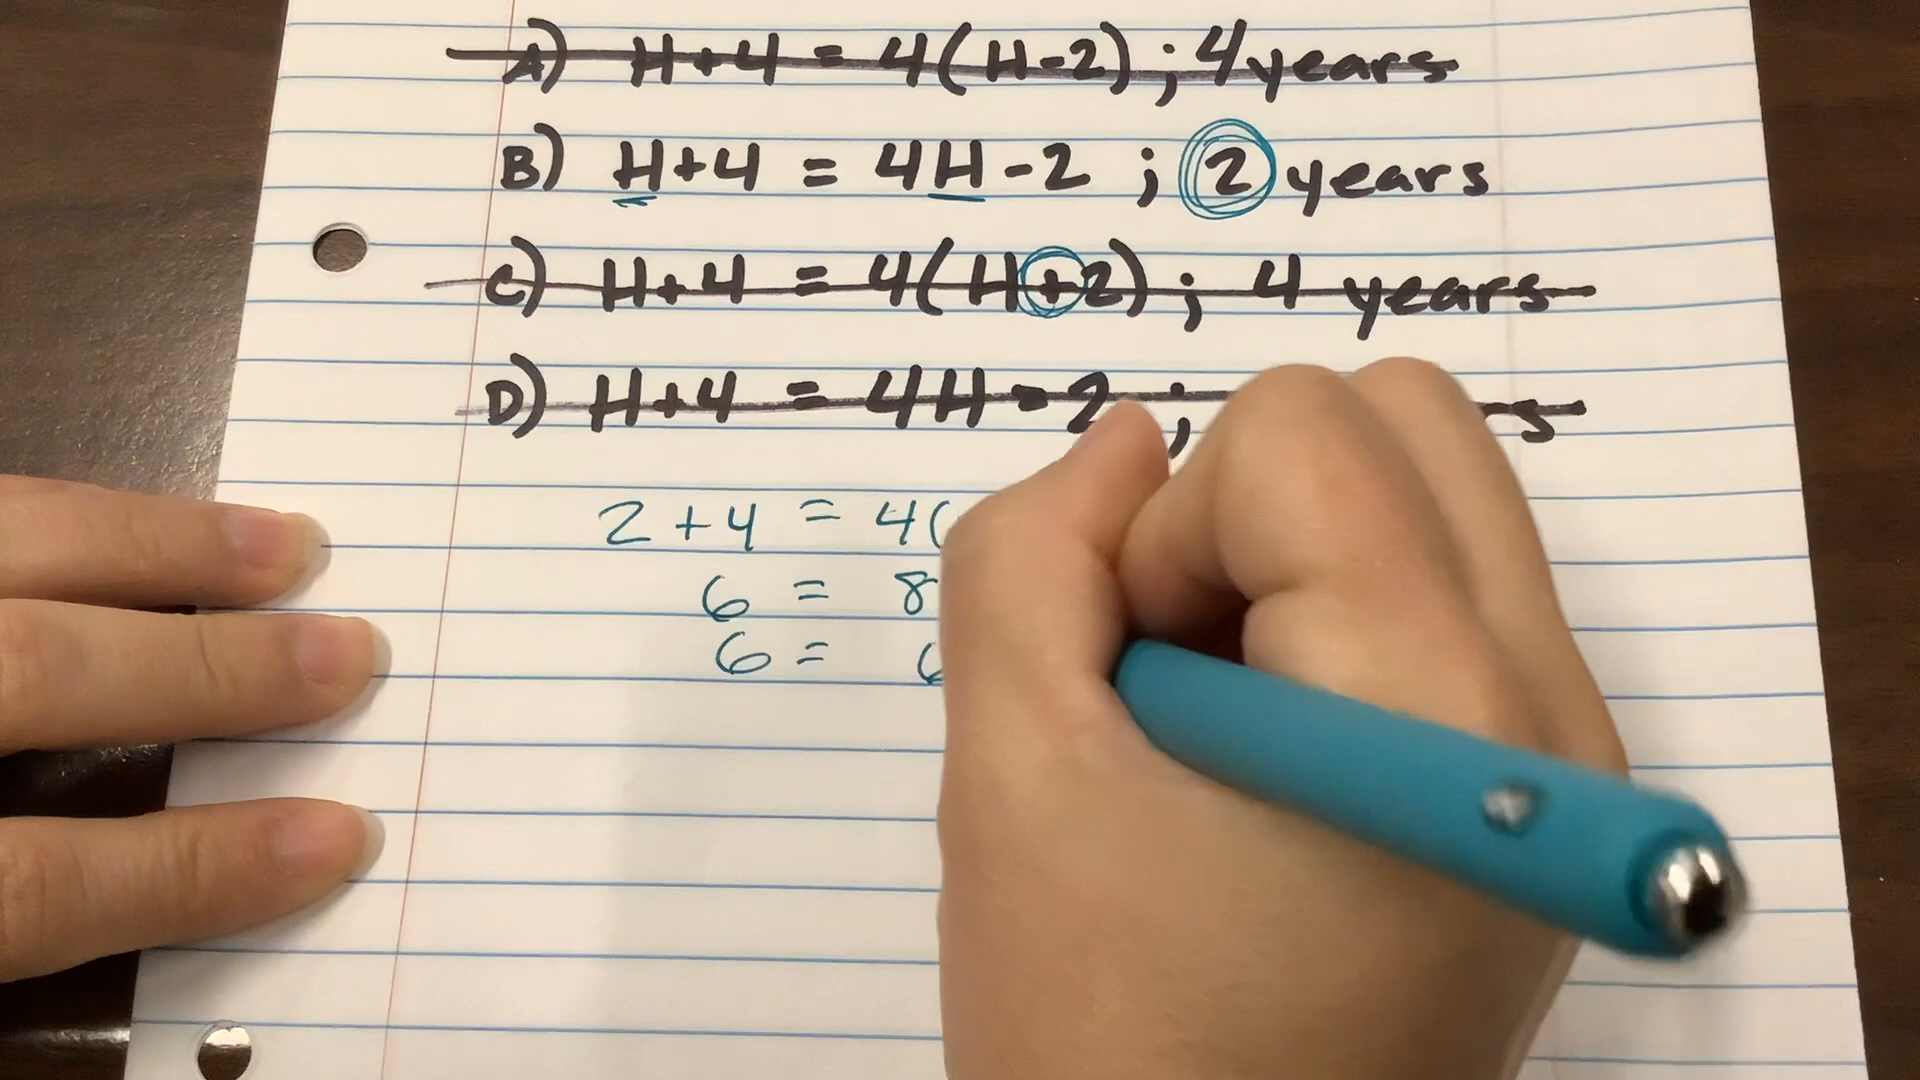 A) H+4 = 4(H-2) ; 4 years
B) H+4 = 4H-2 ; 2 years
C) H+4 = 4(H+2) ; 4 years
D) H+4 = 4H-2 ;
2+4 = 4(
6 = 8
6 = 6